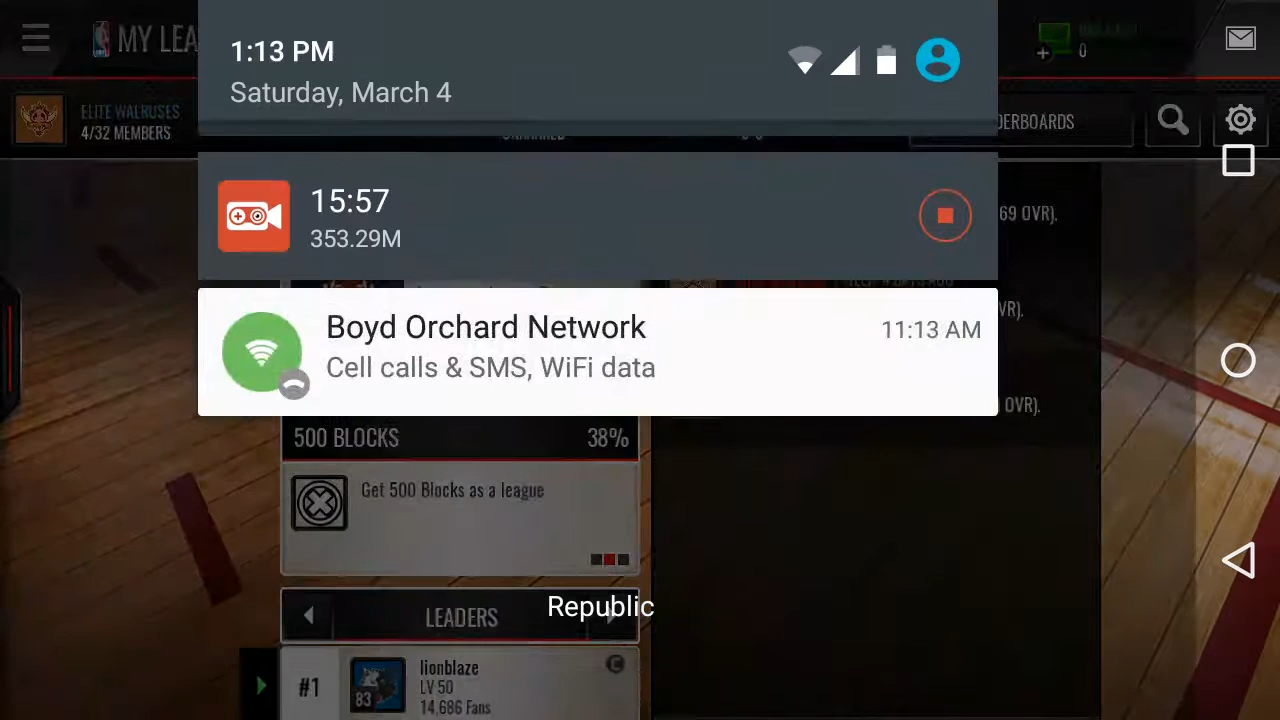 MY LEA
1:13 PM
Saturday, March 4
0
ELITE WALRUSES
4/32 MEMBERS
DERBOARDS
15:57
353.29M
69 OVR).
Boyd Orchard Network
11:13 AM
Cell calls & SMS, WiFi data
VR).
OVR).
500 BLOCKS
38%
Get 500 Blocks as a league
LEADERS
Republic
#1
83
lionblaze
C
LV 50
14,686 Fans